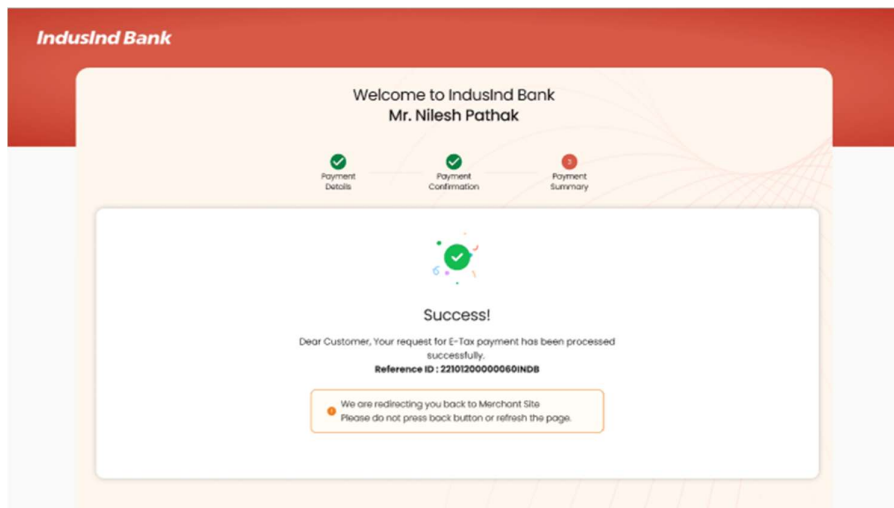 IndusInd Bank
Welcome to IndusInd Bank
Mr. Nilesh Pathak
3
Payment
Details
Payment
Confirmation
Payment
Summary
Success!
Dear Customer, Your request for E-Tax payment has been processed
successfully.
Reference ID : 22101200000060INDB
We are redirecting you back to Merchant Site
Please do not press back button or refresh the page.